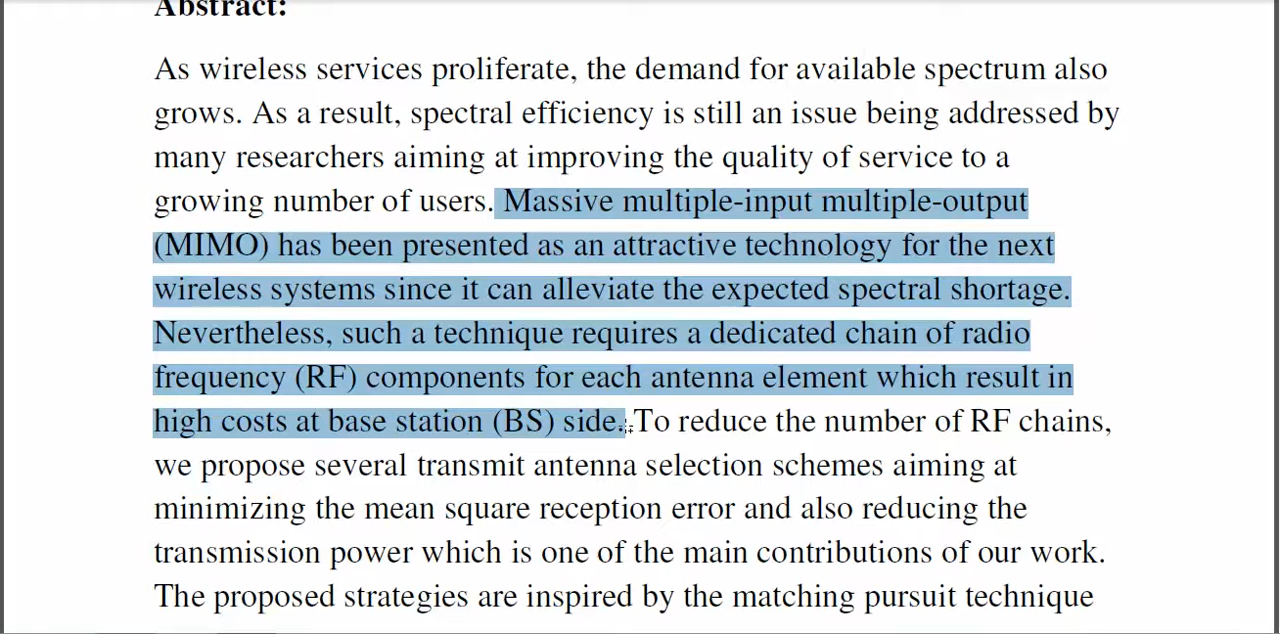 Abstract:
As wireless services proliferate, the demand for available spectrum also
grows. As a result, spectral efficiency is still an issue being addressed by
many researchers aiming at improving the quality of service to a
growing number of users. Massive multiple-input multiple-output
(MIMO) has been presented as an attractive technology for the next
wireless systems since it can alleviate the expected spectral shortage.
Nevertheless, such a technique requires a dedicated chain of radio
frequency (RF) components for each antenna element which result in
high costs at base station (BS) side. To reduce the number of RF chains,
we propose several transmit antenna selection schemes aiming at
minimizing the mean square reception error and also reducing the
transmission power which is one of the main contributions of our work.
The proposed strategies are inspired by the matching pursuit technique